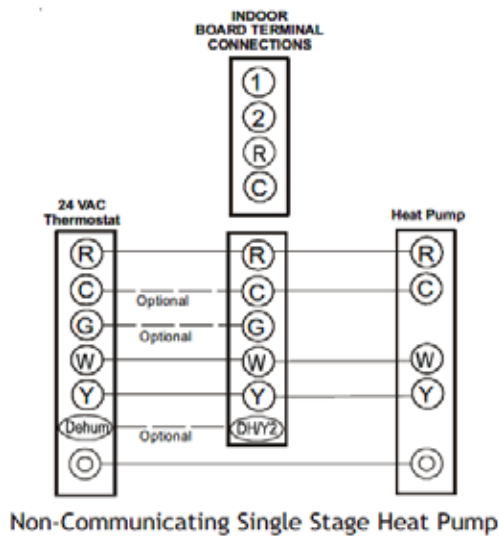 INDOOR
BOARD TERMINAL
CONNECTIONS
1
2
R
C
24 VAC
Thermostat
Heat Pump
R R R
C Optional C C
G Optional G
W W W
Y Y Y
Dehum Optional DH/Y2
O O
Non-Communicating Single Stage Heat Pump